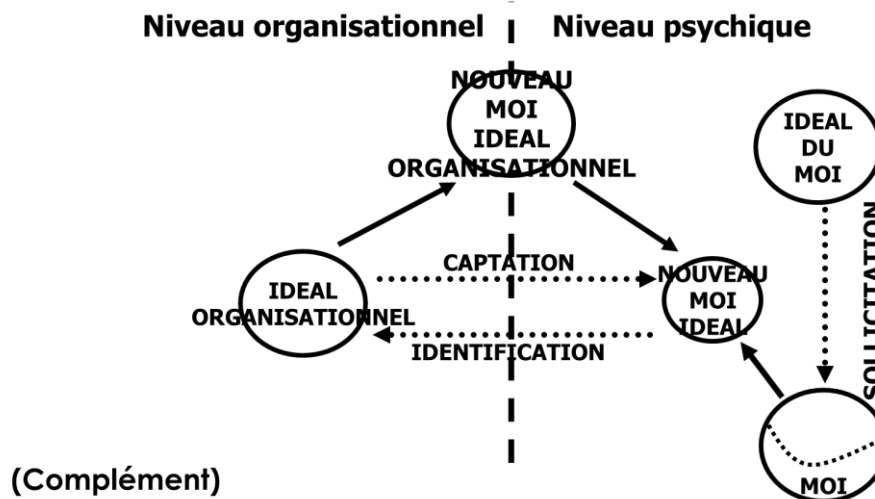 Niveau organisationnel
Niveau psychique
NOUVEAU
MOI
IDEAL
ORGANISATIONNEL
IDEAL
DU
MOI
SOLLICITATION
CAPTATION
IDEAL
ORGANISATIONNEL
NOUVEAU
MOI
IDEAL
IDENTIFICATION
MOI
(Complément)